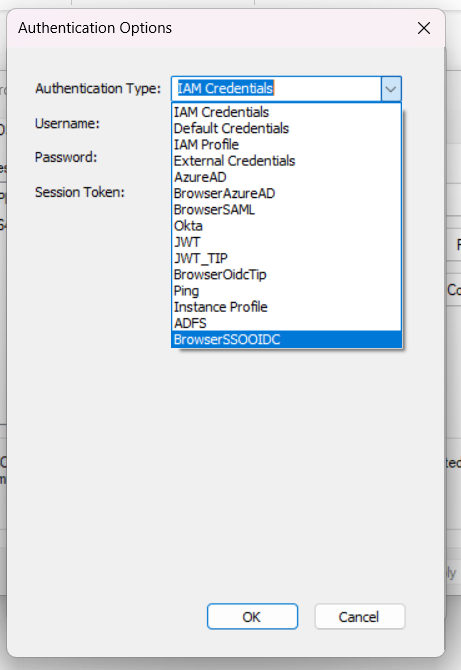 Authentication Options
Authentication Type: IAM Credentials
IAM Credentials
Default Credentials
Username:
IAM Profile
Password:
External Credentials
AzureAD
Session Token:
BrowserAzureAD
BrowserSAML
Okta
JWT
JWT_TIP
BrowserOidcTip
Ping
Instance Profile
ADFS
BrowserSSOOIDC
OK
Cancel